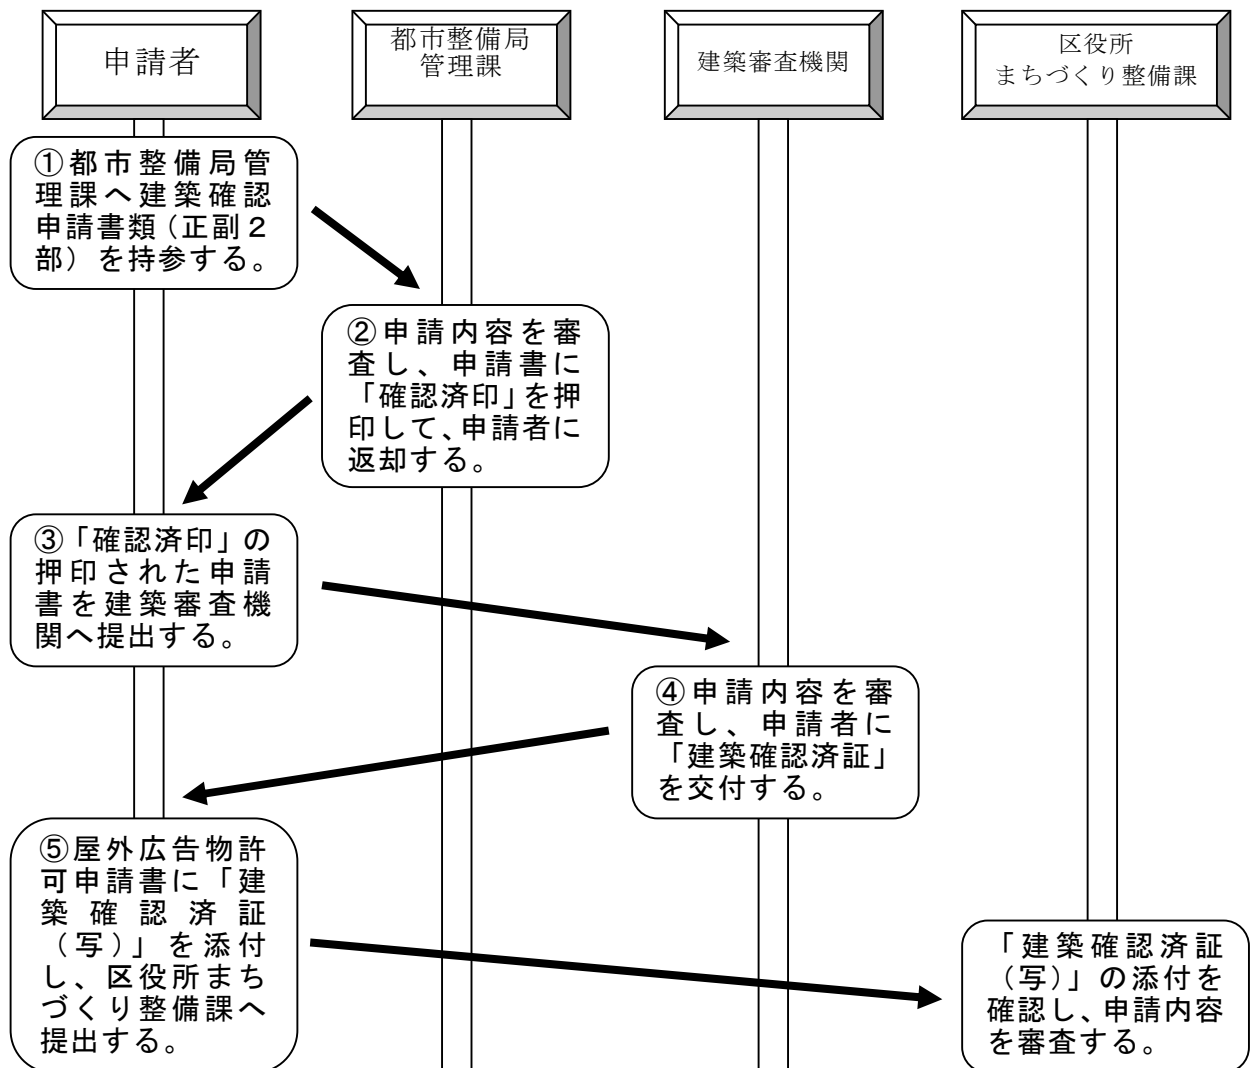 申請者
都市整備局
管理課
建築審査機関
区役所
まちづくり整備課
①都市整備局管
理課へ建築確認
申請書類（正副２
部）を持参する。
②申請内容を審
査し、申請書に
「確認済印」を押
印して、申請者に
返却する。
③「確認済印」の
押印された申請
書を建築審査機
関へ提出する。
④申請内容を審
査し、申請者に
「建築確認済証」
を交付する。
⑤屋外広告物許
可申請書に「建
築確認済証
（写）」を添付
し、区役所まち
づくり整備課へ
提出する。
「建築確認済証
（写）」の添付を
確認し、申請内容
を審査する。